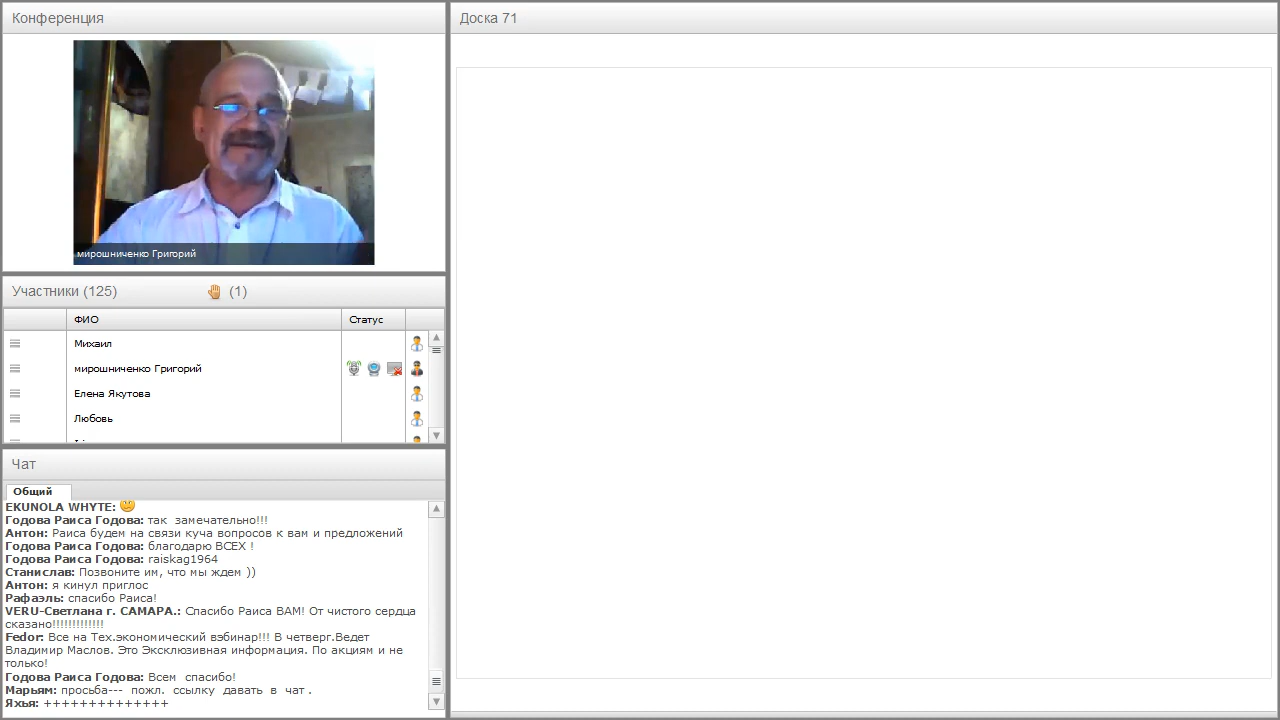 Конференция
мирошниченко Григорий
Участники (125) (1)
ФИО Статус
Михаил
мирошниченко Григорий
Елена Якутова
Любовь
Чат
Общий
EKUNOLA WHYTE:
Годова Раиса Годова: так замечательно!!!
Антон: Раиса будем на связи куча вопросов к вам и предложений
Годова Раиса Годова: благодарю ВСЕХ !
Годова Раиса Годова: raiskag1964
Станислав: Позвоните им, что мы ждем ))
Антон: я кинул приглос
Рафаэль: спасибо Раиса!
VERU-Светлана г. САМАРА.: Спасибо Раиса ВАМ! От чистого сердца
сказано!!!!!!!!!!!!!
Fedor: Все на Тех.экономический вэбинар!!! В четверг.Ведет
Владимир Маслов. Это Эксклюзивная информация. По акциям и не
только!
Годова Раиса Годова: Всем спасибо!
Марьям: просьба--- пожл. ссылку давать в чат .
Яхья: ++++++++++++++
Доска 71